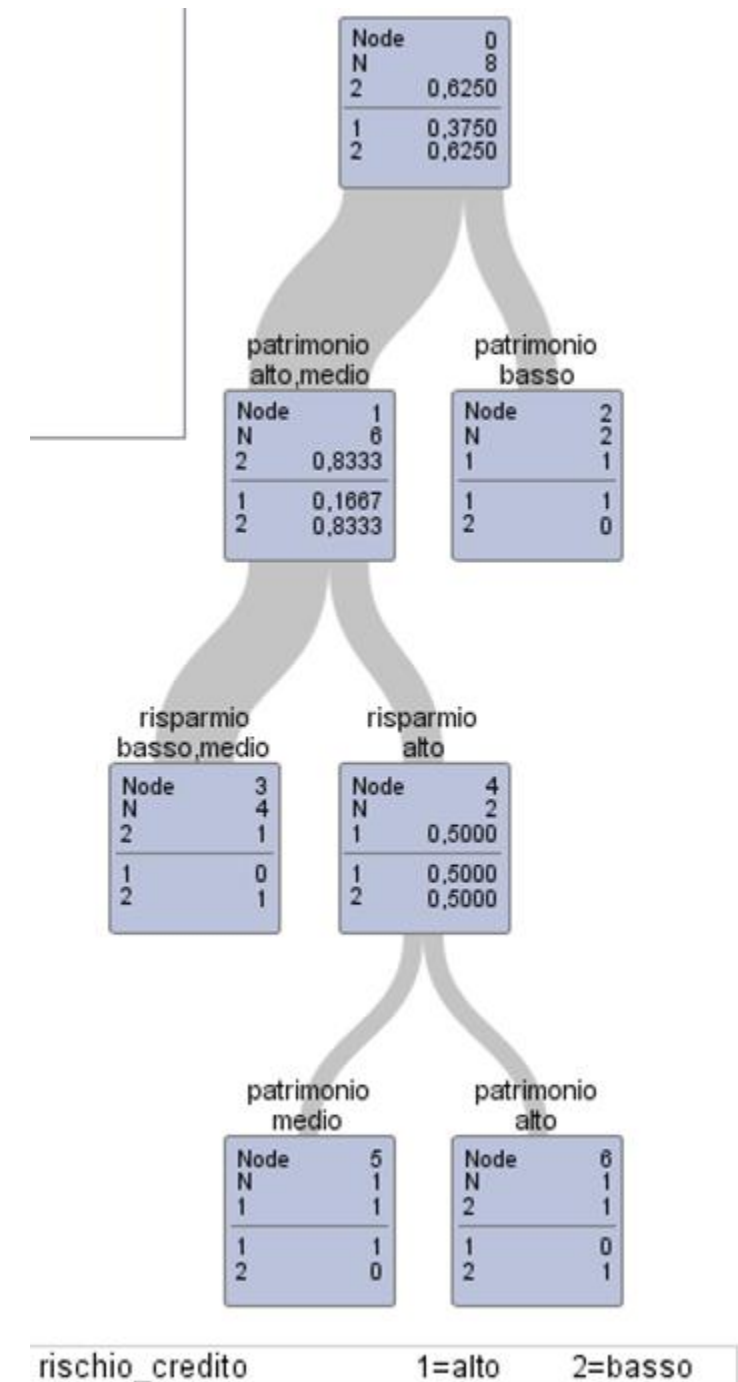 Node 0
N 8
2 0,6250
1 0,3750
2 0,6250
patrimonio
alto,medio
Node 1
N 6
2 0,8333
1 0,1667
2 0,8333
patrimonio
basso
Node 2
N 2
1 1
1 1
2 0
risparmio
basso,medio
Node 3
N 4
2 1
1 0
2 1
risparmio
alto
Node 4
N 2
1 0,5000
1 0,5000
2 0,5000
patrimonio
medio
Node 5
N 1
1 1
1 1
2 0
patrimonio
alto
Node 6
N 1
2 1
1 0
2 1
rischio_credito 1=alto 2=basso